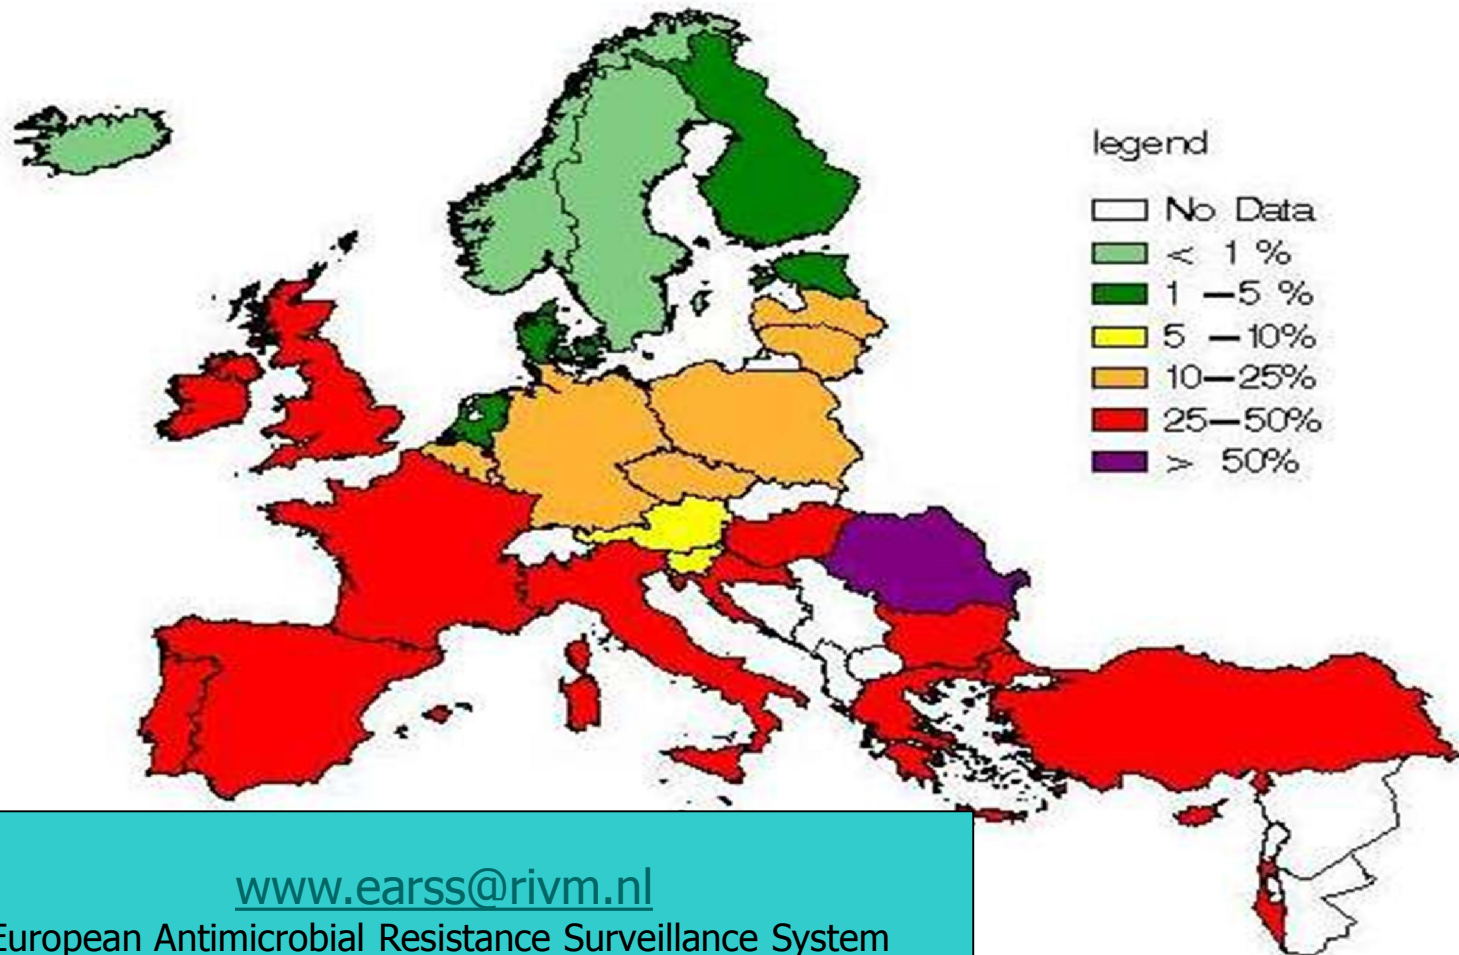 legend
No Data
< 1 %
1 –5 %
5 –10%
10–25%
25–50%
> 50%
www.earss@rivm.nl
European Antimicrobial Resistance Surveillance System